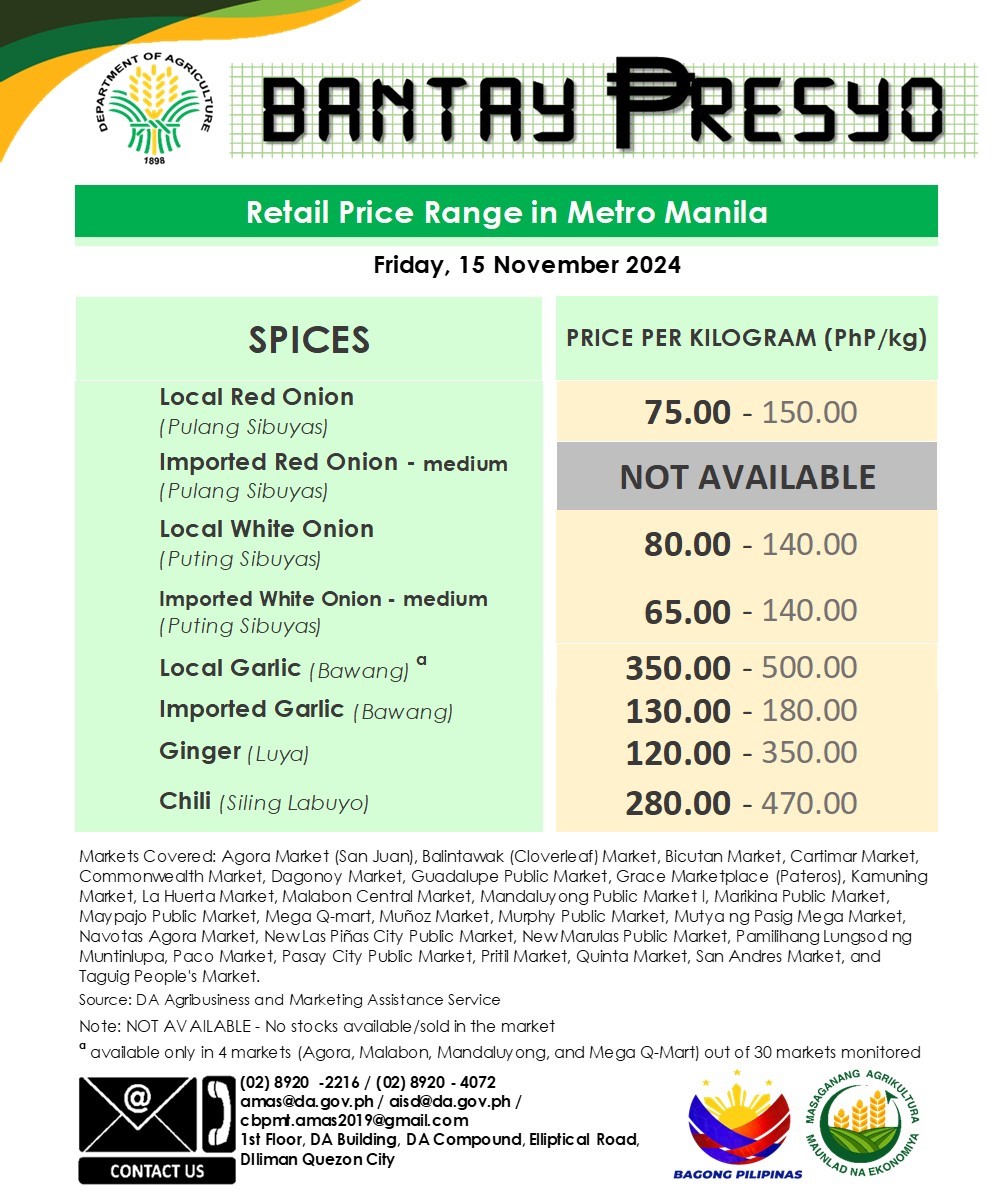 DEPARTMENT OF AGRICULTURE
1898
BANTAY PRESYO
Retail Price Range in Metro Manila
Friday, 15 November 2024
SPICES
PRICE PER KILOGRAM (PhP/kg)
Local Red Onion
(Pulang Sibuyas)
75.00 - 150.00
Imported Red Onion - medium
(Pulang Sibuyas)
NOT AVAILABLE
Local White Onion
(Puting Sibuyas)
80.00 - 140.00
Imported White Onion - medium
(Puting Sibuyas)
65.00 - 140.00
Local Garlic (Bawang) a
350.00 - 500.00
Imported Garlic (Bawang)
130.00 - 180.00
Ginger (Luya)
120.00 - 350.00
Chili (Siling Labuyo)
280.00 - 470.00
Markets Covered: Agora Market (San Juan), Balintawak (Cloverleaf) Market, Bicutan Market, Cartimar Market,
Commonwealth Market, Dagonoy Market, Guadalupe Public Market, Grace Marketplace (Pateros), Kamuning
Market, La Huerta Market, Malabon Central Market, Mandaluyong Public Market I, Marikina Public Market,
Maypajo Public Market, Mega Q-mart, Muñoz Market, Murphy Public Market, Mutya ng Pasig Mega Market,
Navotas Agora Market, New Las Piñas City Public Market, New Marulas Public Market, Pamilihang Lungsod ng
Muntinlupa, Paco Market, Pasay City Public Market, Pritil Market, Quinta Market, San Andres Market, and
Taguig People's Market.
Source: DA Agribusiness and Marketing Assistance Service
Note: NOT AVAILABLE - No stocks available/sold in the market
a available only in 4 markets (Agora, Malabon, Mandaluyong, and Mega Q-Mart) out of 30 markets monitored
@
CONTACT US
(02) 8920 -2216 / (02) 8920 - 4072
amas@da.gov.ph / aisd@da.gov.ph /
cbpmt.amas2019@gmail.com
1st Floor, DA Building, DA Compound, Elliptical Road,
DIliman Quezon City
BAGONG PILIPINAS
MASAGANANG AGRIKULTURA
MAUNLAD NA EKONOMIYA